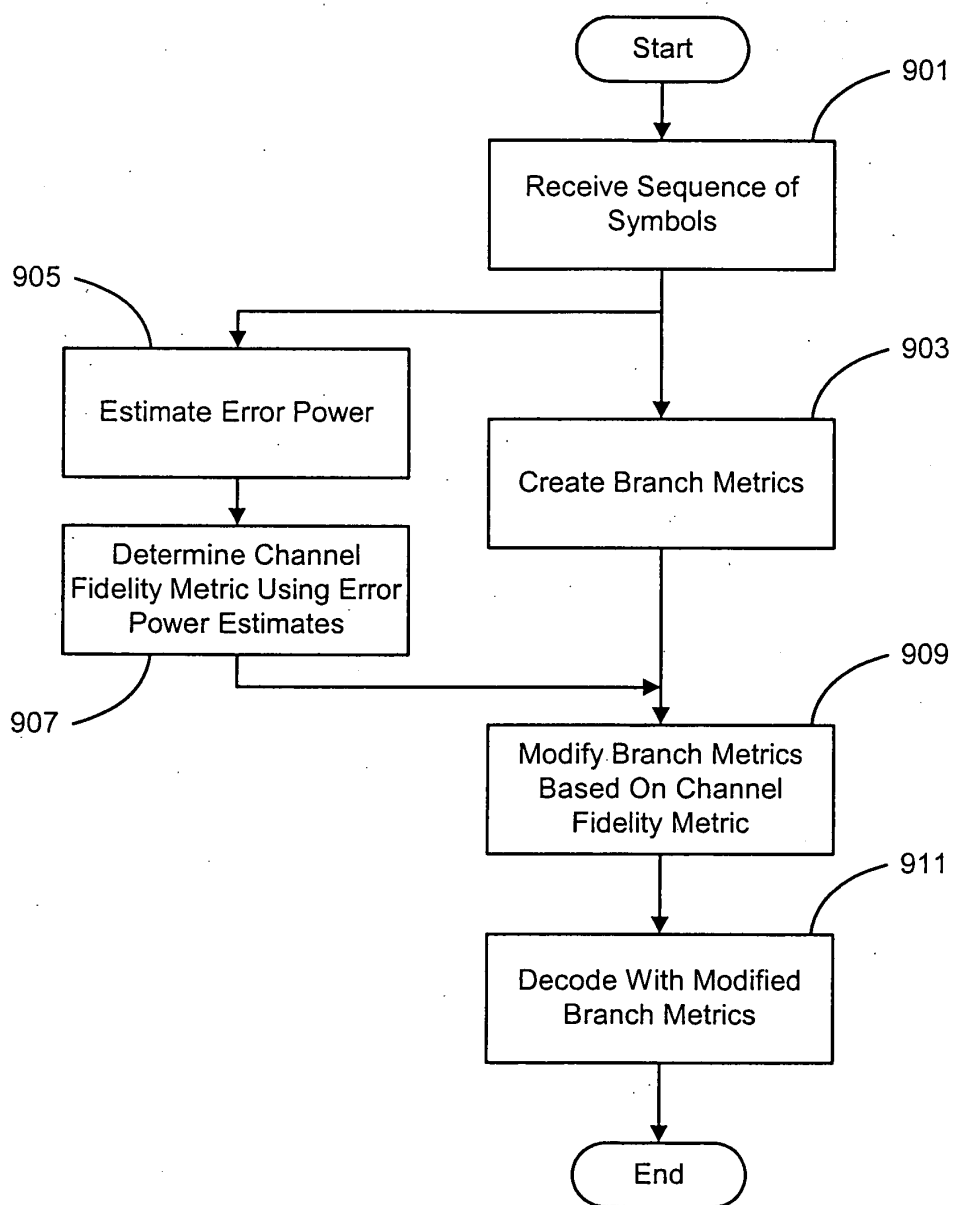 Start
901
Receive Sequence of
Symbols
905
903
Estimate Error Power
Create Branch Metrics
Determine Channel
Fidelity Metric Using Error
Power Estimates
907
909
Modify Branch Metrics
Based On Channel
Fidelity Metric
911
Decode With Modified
Branch Metrics
End